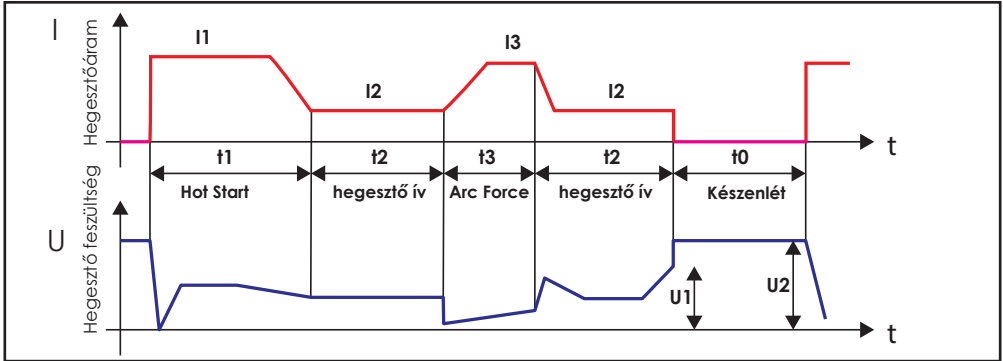 I
Hegesztőáram
I1
I2
I3
I2
t
t1
t2
t3
t2
t0
Hot Start
hegesztő ív
Arc Force
hegesztő ív
Készenlét
U
Hegesztő feszültség
U1
U2
t